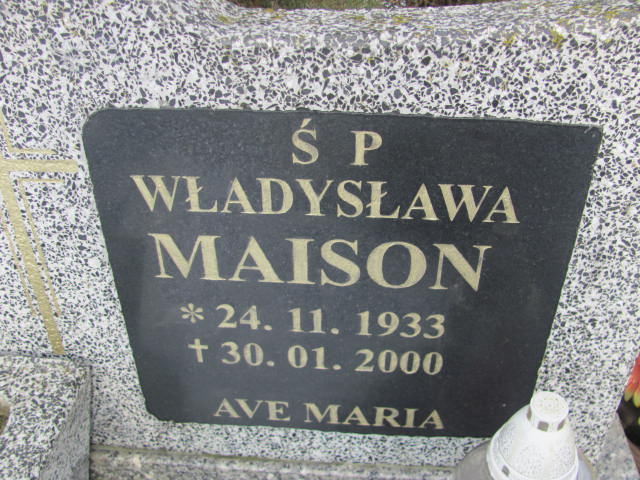 Ś P
WŁADYSŁAWA
MAISON
* 24. 11. 1933
✝ 30. 01. 2000
AVE MARIA